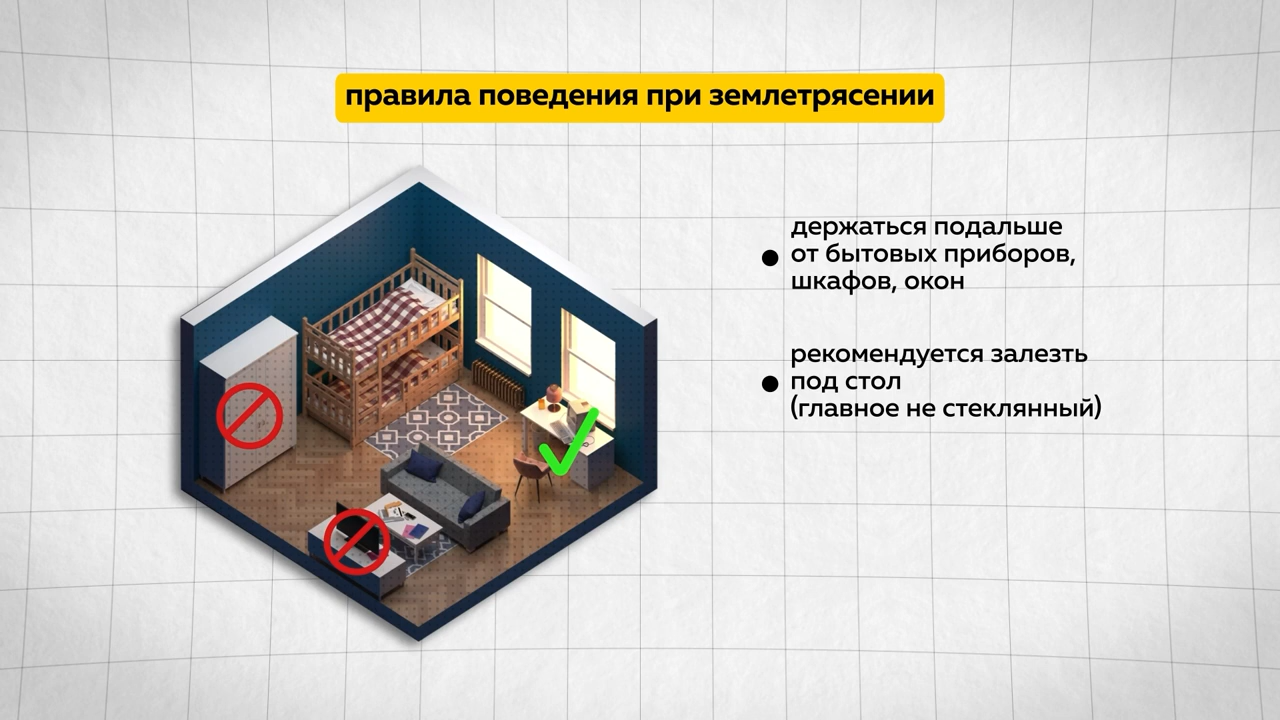 правила поведения при землетрясении
держаться подальше
от бытовых приборов,
шкафов, окон
рекомендуется залезть
под стол
(главное не стеклянный)